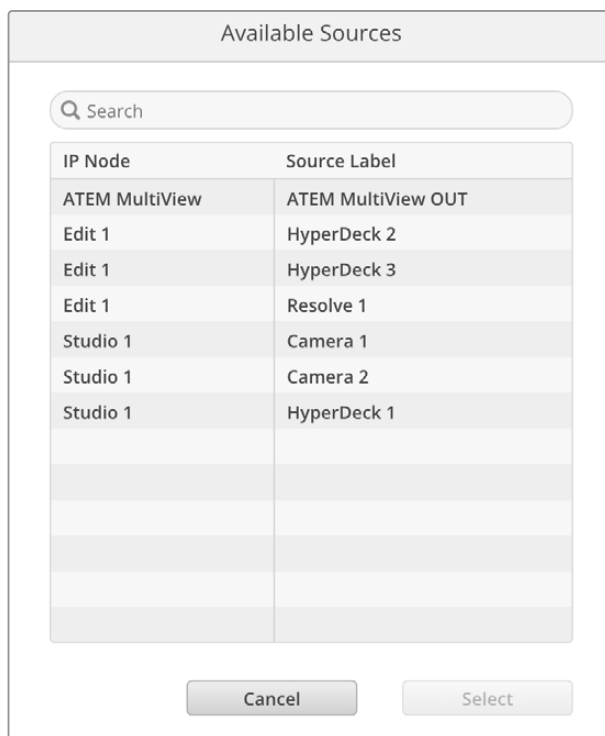 Available Sources
Search
IP Node Source Label
ATEM MultiView ATEM MultiView OUT
Edit 1 HyperDeck 2
Edit 1 HyperDeck 3
Edit 1 Resolve 1
Studio 1 Camera 1
Studio 1 Camera 2
Studio 1 HyperDeck 1
Cancel Select